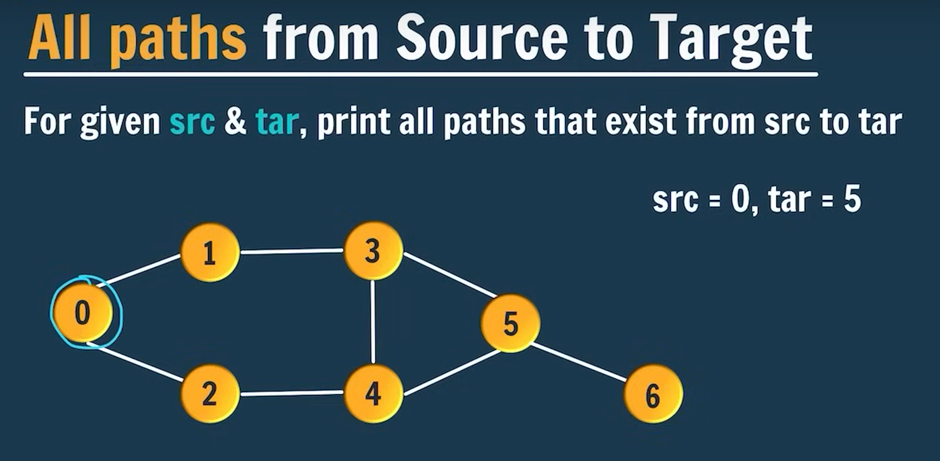 All paths from Source to Target
For given src & tar, print all paths that exist from src to tar
src = 0, tar = 5
1
3
0
5
2
4
6